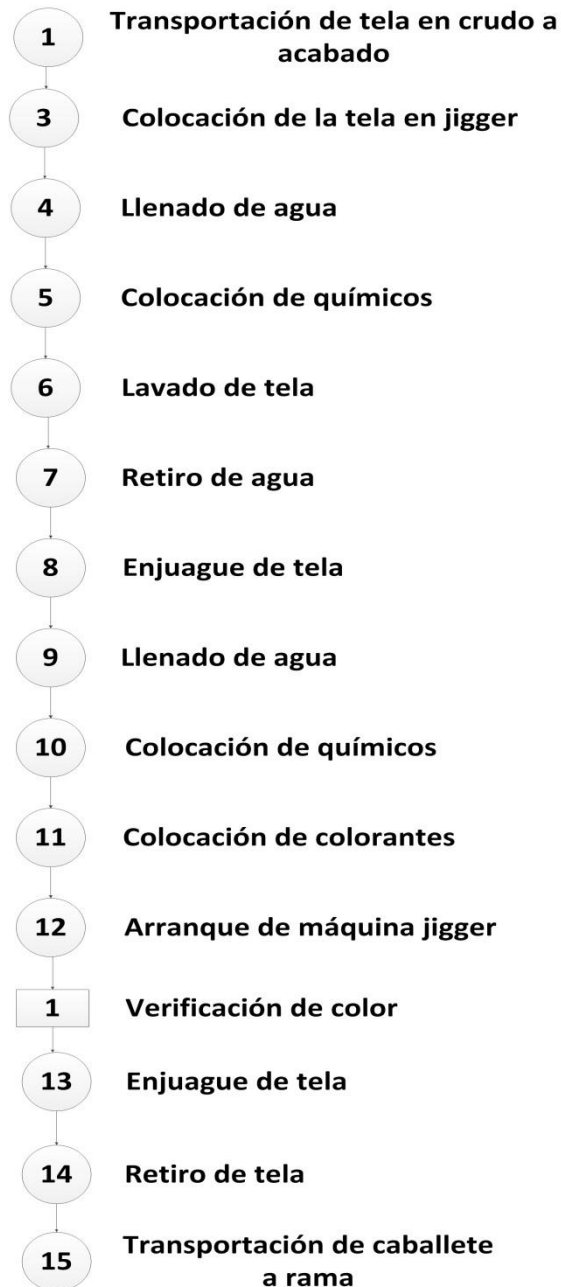 1 Transportación de tela en crudo a
acabado
3 Colocación de la tela en jigger
4 Llenado de agua
5 Colocación de químicos
6 Lavado de tela
7 Retiro de agua
8 Enjuague de tela
9 Llenado de agua
10 Colocación de químicos
11 Colocación de colorantes
12 Arranque de máquina jigger
1 Verificación de color
13 Enjuague de tela
14 Retiro de tela
15 Transportación de caballete
a rama